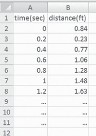 A B
1 time(sec) distance(ft)
2 0 0.84
3 0.2 0.23
4 0.4 0.77
5 0.6 1.06
6 0.8 1.28
7 1 1.48
8 1.2 1.63
9 ... ...
10 ... ...
11 ... ...
12